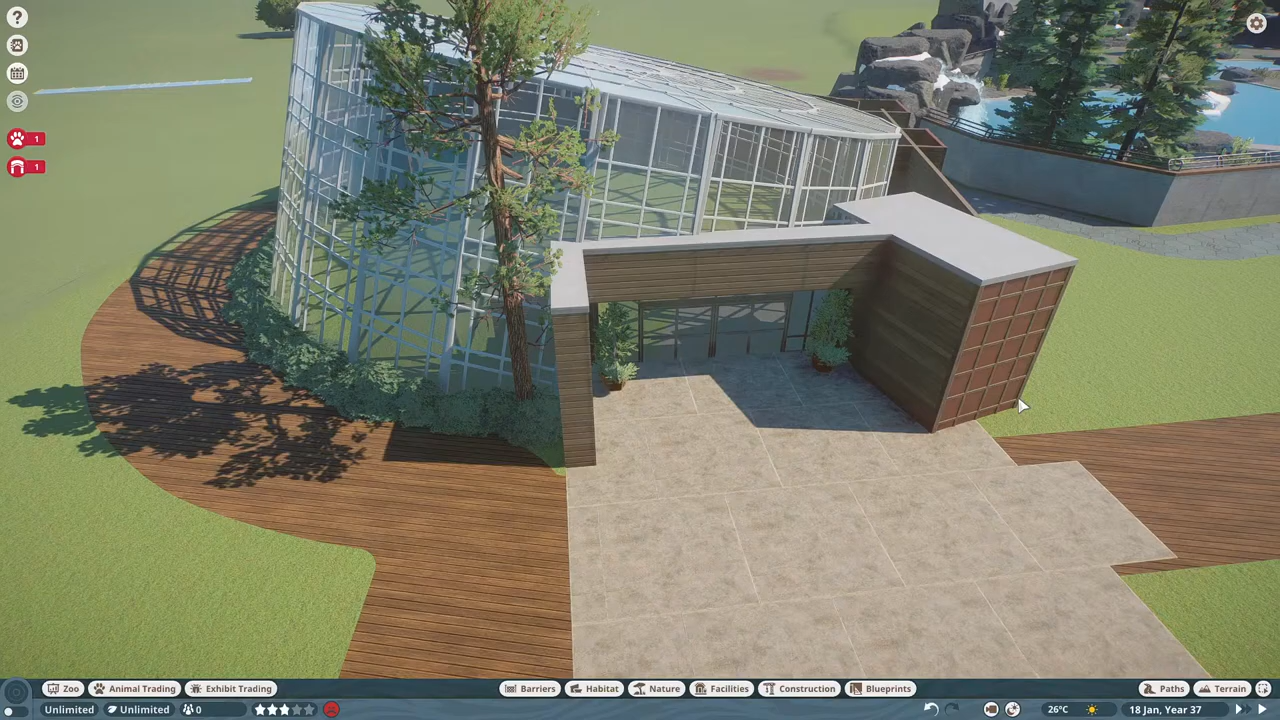 ?
1
1
Zoo
Animal Trading
Exhibit Trading
Barriers
Habitat
Nature
Facilities
Construction
Blueprints
Paths
Terrain
Unlimited
Unlimited
0
26°C
18 Jan, Year 37